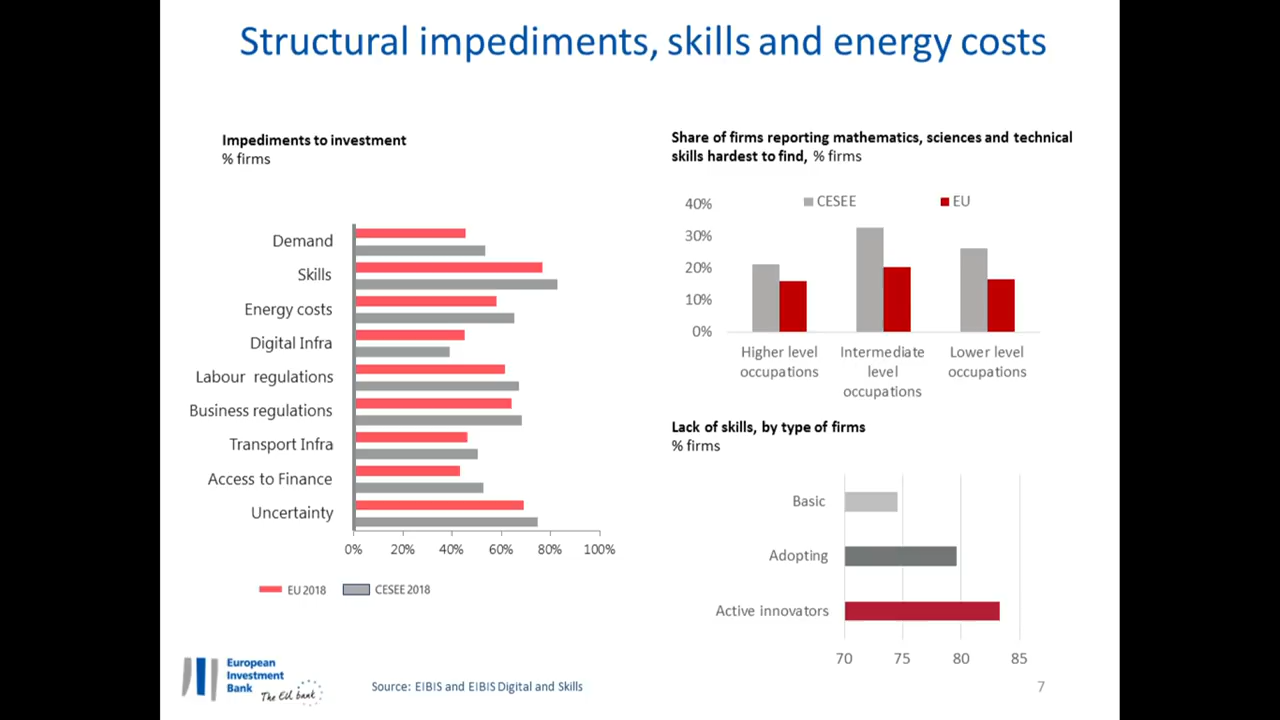 Structural impediments, skills and energy costs
Impediments to investment
% firms
Demand
Skills
Energy costs
Digital Infra
Labour regulations
Business regulations
Transport Infra
Access to Finance
Uncertainty
0% 20% 40% 60% 80% 100%
EU 2018 CESEE 2018
Share of firms reporting mathematics, sciences and technical
skills hardest to find, % firms
CESEE EU
40%
30%
20%
10%
0%
Higher level
occupations
Intermediate
level
occupations
Lower level
occupations
Lack of skills, by type of firms
% firms
Basic
Adopting
Active innovators
70 75 80 85
European
Investment
Bank
The EU bank
Source: EIBIS and EIBIS Digital and Skills
7